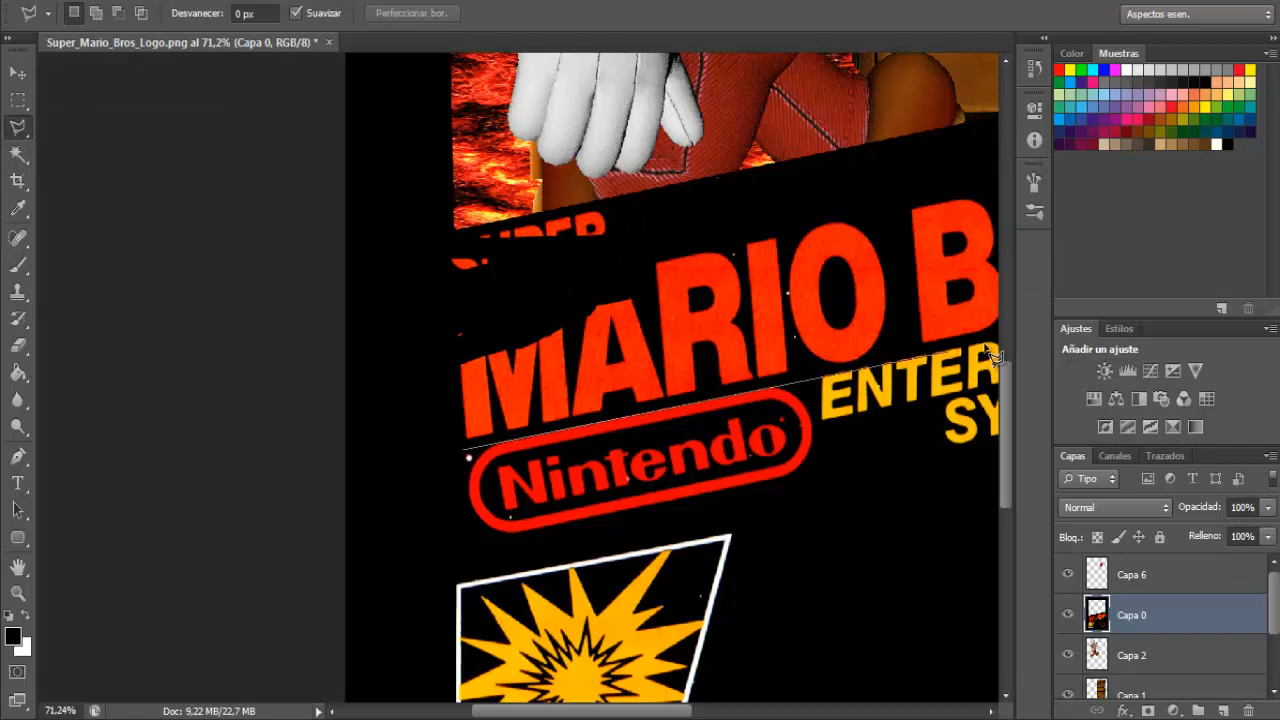 Desvanecer: 0 px Suavizar Perfeccionar bor. Aspectos esen.
Super_Mario_Bros_Logo.png al 71,2% (Capa 0, RGB/8) * ×
Color Muestras
SUPER
MARIO B
ENTER
SY
Nintendo
Ajustes Estilos
Añadir un ajuste
Capas Canales Trazados
Tipo
Normal Opacidad: 100%
Bloq.: Relleno: 100%
Capa 6
Capa 0
Capa 2
Capa 1
71,24% Doc: 9,22 MB/22,7 MB